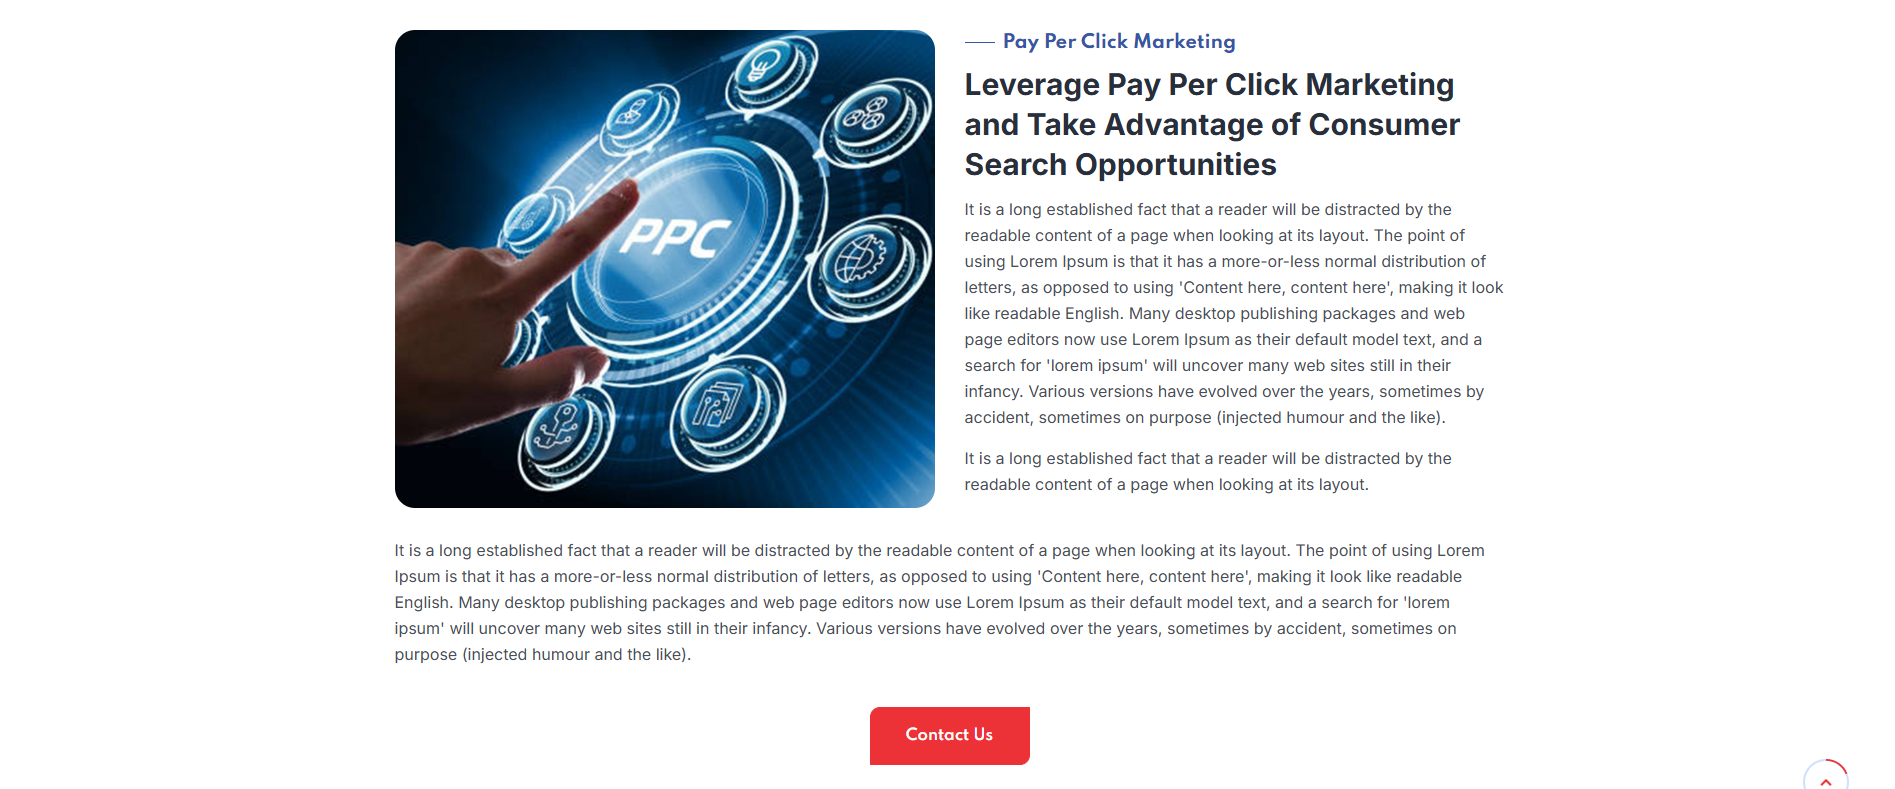 PPC
Pay Per Click Marketing
Leverage Pay Per Click Marketing
and Take Advantage of Consumer
Search Opportunities
It is a long established fact that a reader will be distracted by the
readable content of a page when looking at its layout. The point of
using Lorem Ipsum is that it has a more-or-less normal distribution of
letters, as opposed to using 'Content here, content here', making it look
like readable English. Many desktop publishing packages and web
page editors now use Lorem Ipsum as their default model text, and a
search for 'lorem ipsum' will uncover many web sites still in their
infancy. Various versions have evolved over the years, sometimes by
accident, sometimes on purpose (injected humour and the like).
It is a long established fact that a reader will be distracted by the
readable content of a page when looking at its layout.
It is a long established fact that a reader will be distracted by the readable content of a page when looking at its layout. The point of using Lorem
Ipsum is that it has a more-or-less normal distribution of letters, as opposed to using 'Content here, content here', making it look like readable
English. Many desktop publishing packages and web page editors now use Lorem Ipsum as their default model text, and a search for 'lorem
ipsum' will uncover many web sites still in their infancy. Various versions have evolved over the years, sometimes by accident, sometimes on
purpose (injected humour and the like).
Contact Us